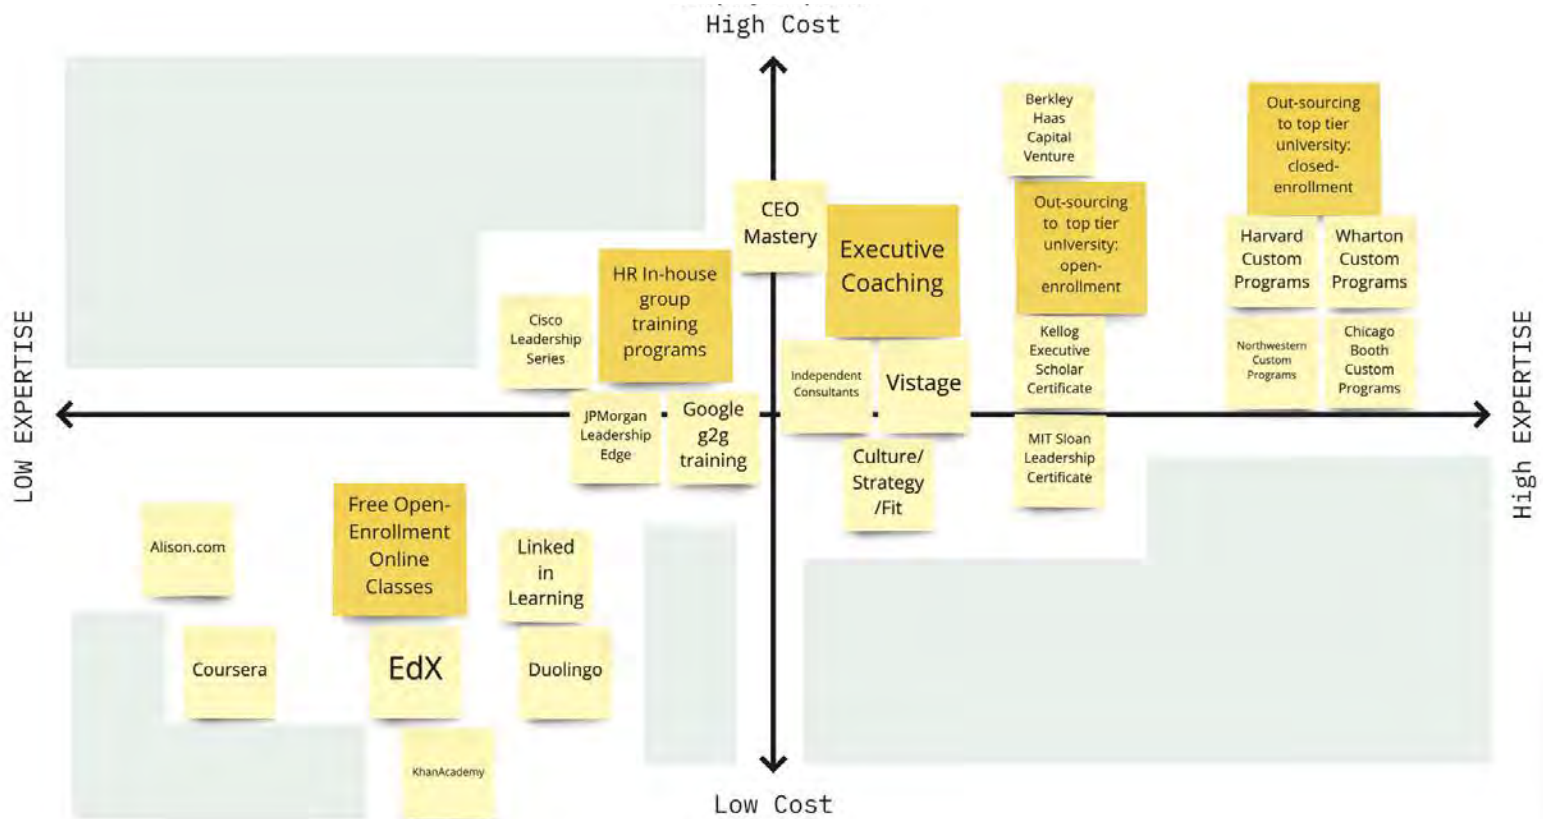 High Cost
Berkley
Haas
Capital
Venture
Out-sourcing
to top tier
university:
closed-
enrollment
CEO
Mastery
Executive
Coaching
Out-sourcing
to top tier
university:
open-
enrollment
Harvard
Custom
Programs
Wharton
Custom
Programs
HR In-house
group
training
programs
Cisco
Leadership
Series
Independent
Consultants
Vistage
Kellog
Executive
Scholar
Certificate
Northwestern
Custom
Programs
Chicago
Booth
Custom
Programs
LOW EXPERTISE
High EXPERTISE
JPMorgan
Leadership
Edge
Google
g2g
training
Culture/
Strategy
/Fit
MIT Sloan
Leadership
Certificate
Alison.com
Free Open-
Enrollment
Online
Classes
Linked
in
Learning
Coursera
EdX
Duolingo
KhanAcademy
Low Cost